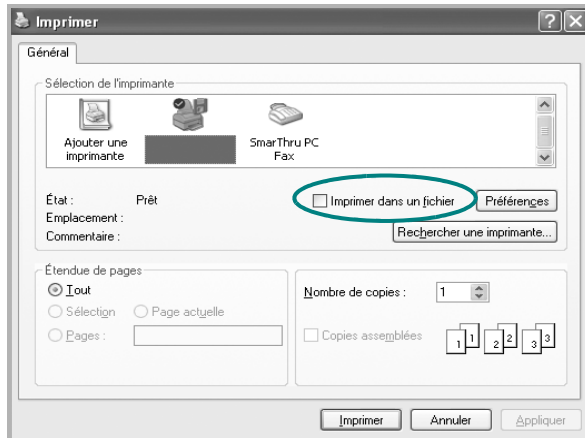 Imprimer
Général
Sélection de l'imprimante
Ajouter une
imprimante
SmarThru PC
Fax
État : Prêt
Imprimer dans un fichier
Préférences
Emplacement :
Commentaire :
Rechercher une imprimante...
Étendue de pages
Tout
Sélection Page actuelle
Pages :
Nombre de copies : 1
Copies assemblées
1 1 2 2 3 3
Imprimer Annuler Appliquer